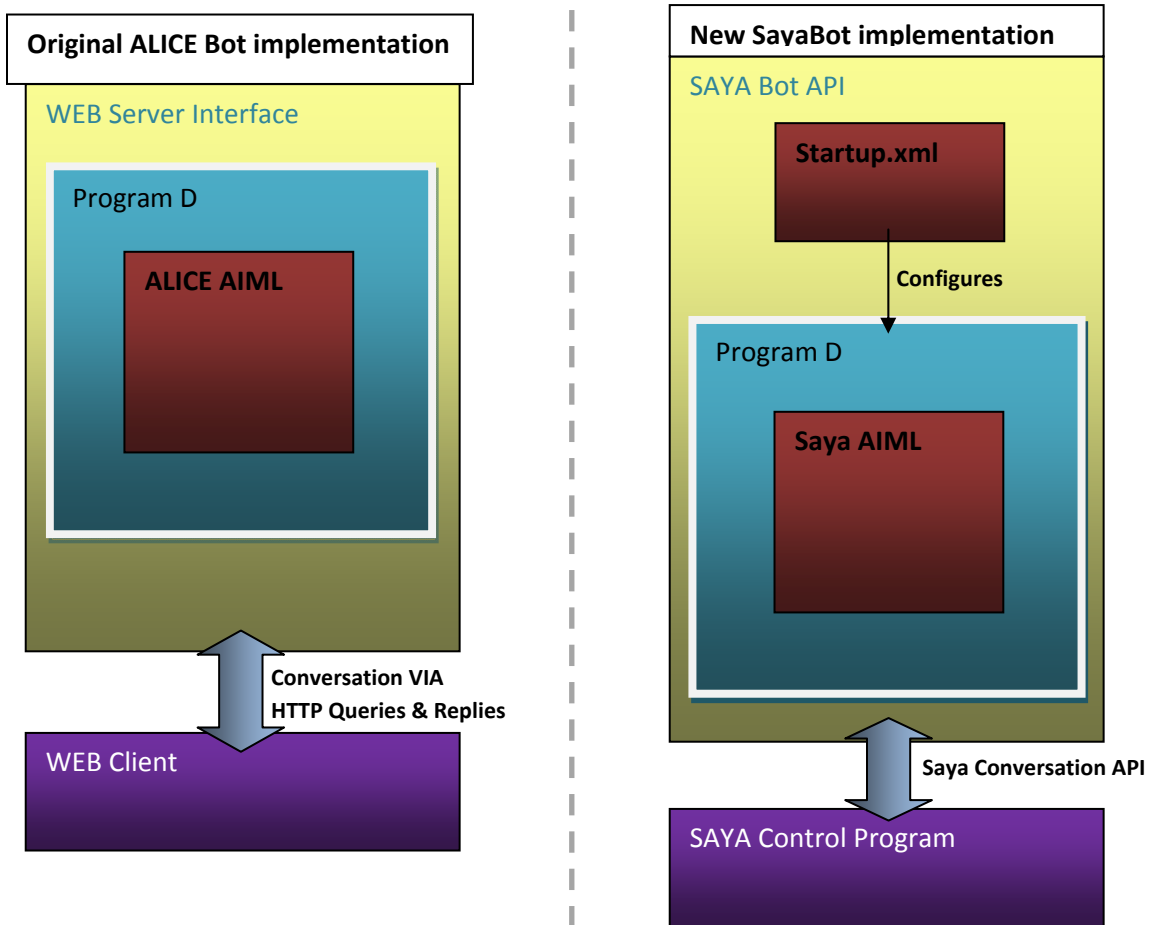 Original ALICE Bot implementation
WEB Server Interface
Program D
ALICE AIML
Conversation VIA
HTTP Queries & Replies
WEB Client
New SayaBot implementation
SAYA Bot API
Startup.xml
Configures
Program D
Saya AIML
Saya Conversation API
SAYA Control Program